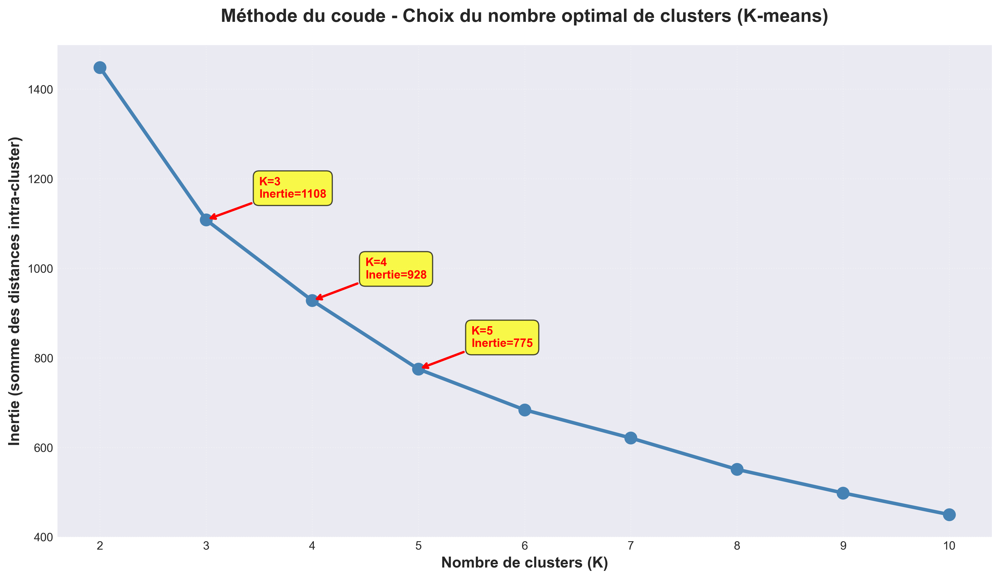 Méthode du coude - Choix du nombre optimal de clusters (K-means)
Inertie (somme des distances intra-cluster)
1400
1200
1000
800
600
400
K=3
Inertie=1108
K=4
Inertie=928
K=5
Inertie=775
2 3 4 5 6 7 8 9 10
Nombre de clusters (K)